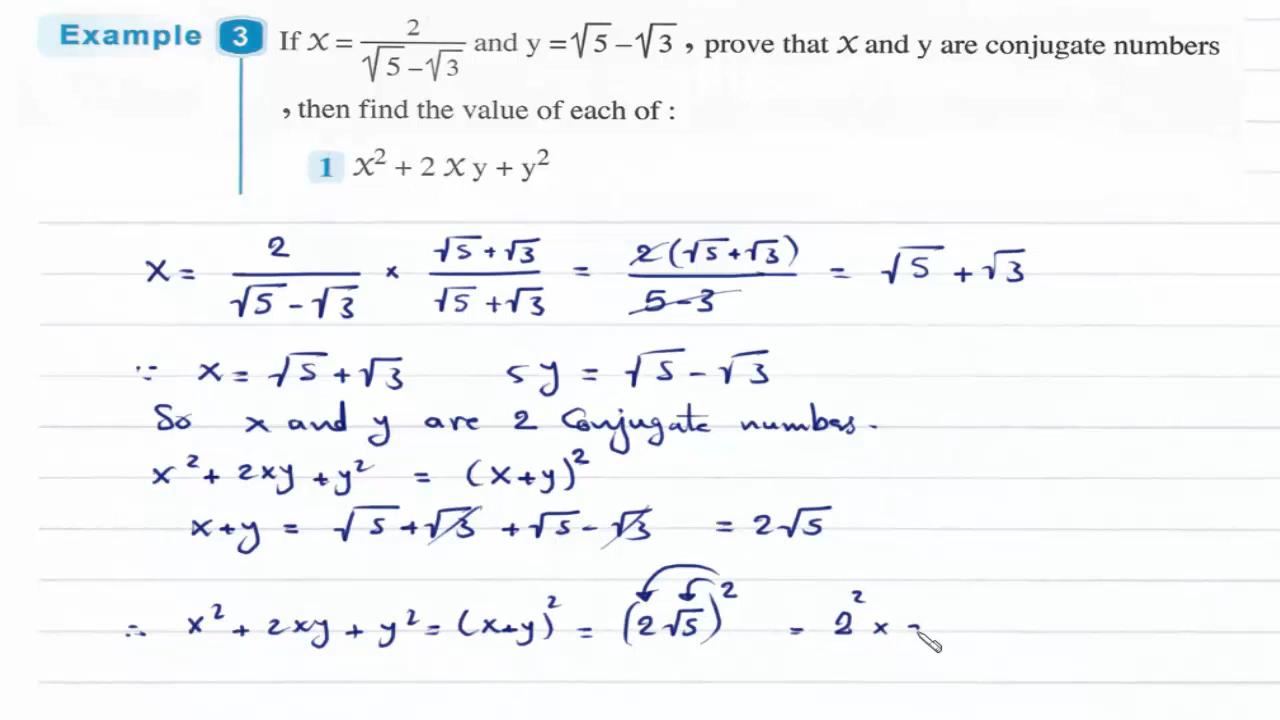 Example 3 If x = 2/(√5 − √3) and y = √5 − √3 , prove that x and y are conjugate numbers
, then find the value of each of :
1 x² + 2 x y + y²
x = 2/(√5 − √3) × (√5 + √3)/(√5 + √3) = 2(√5 + √3)/(5 − 3) = √5 + √3
∵ x = √5 + √3 , y = √5 − √3
So x and y are 2 Conjugate numbers.
x² + 2xy + y² = (x+y)²
x+y = √5 + √3 + √5 − √3 = 2√5
∴ x² + 2xy + y² = (x+y)² = (2√5)² = 2² ×